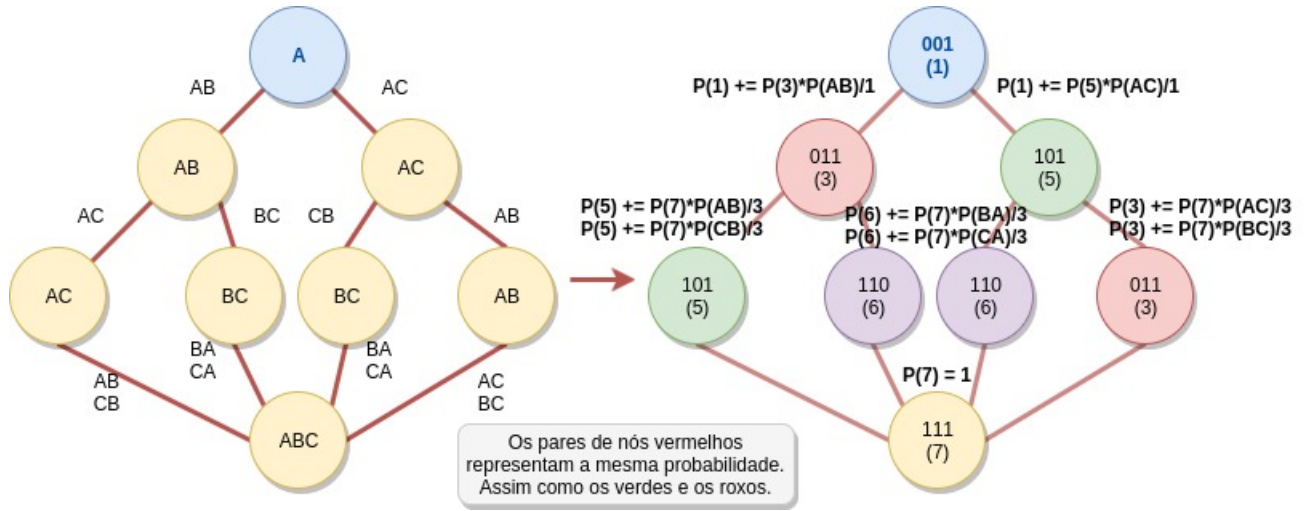 A
AB
AC
AB
AC
AC
BC
CB
AB
AC
BC
BC
AB
BA
CA
BA
CA
AB
CB
AC
BC
ABC
001
(1)
P(1) += P(3)*P(AB)/1
P(1) += P(5)*P(AC)/1
011
(3)
101
(5)
P(5) += P(7)*P(AB)/3
P(5) += P(7)*P(CB)/3
P(6) += P(7)*P(BA)/3
P(6) += P(7)*P(CA)/3
P(3) += P(7)*P(AC)/3
P(3) += P(7)*P(BC)/3
101
(5)
110
(6)
110
(6)
011
(3)
P(7) = 1
111
(7)
Os pares de nós vermelhos
representam a mesma probabilidade.
Assim como os verdes e os roxos.